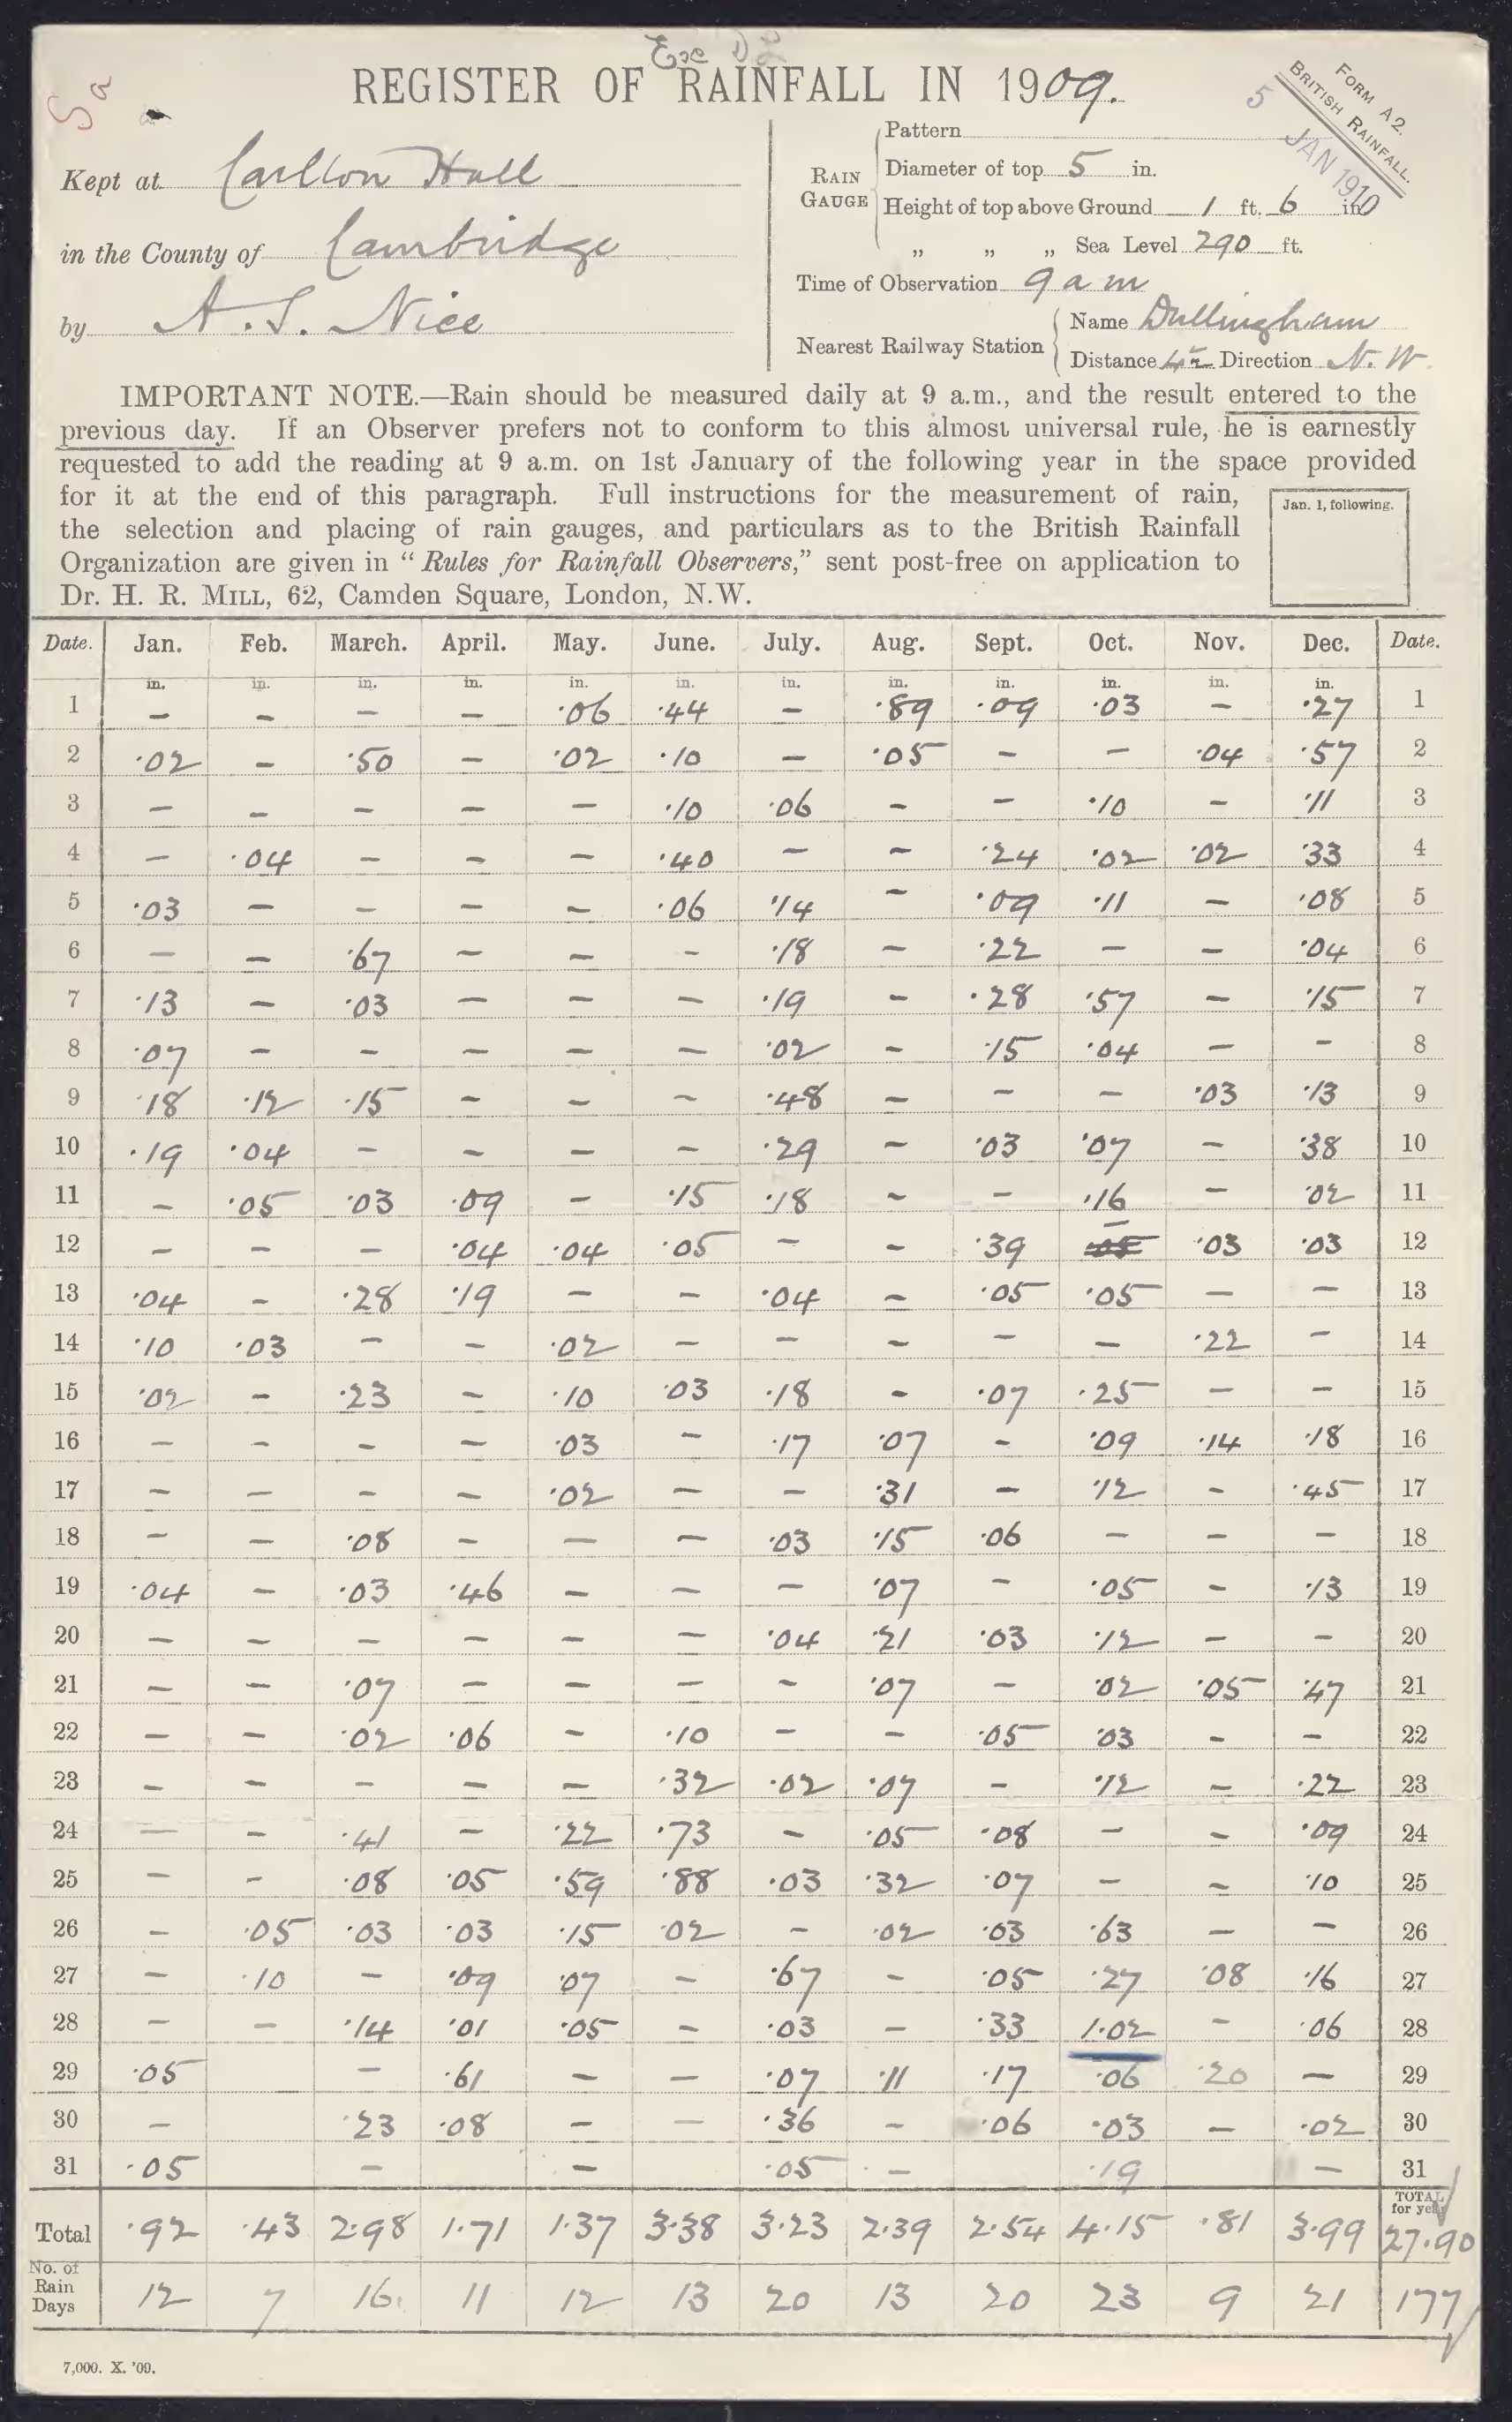 Exe D
REGISTER OF RAINFALL IN 1909.
Sa
FORM A2.
BRITISH RAINFALL.
5 JAN 1910
Kept at Carlton Hall
in the County of Cambridge
by A. S. Nice
RAIN GAUGE
Pattern
Diameter of top 5 in.
Height of top above Ground 1 ft. 6 in.
„ „ „ Sea Level 290 ft.
Time of Observation 9 a m
Nearest Railway Station
Name Dullingham
Distance 4½ Direction N. W.
IMPORTANT NOTE.—Rain should be measured daily at 9 a.m., and the result entered to the
previous day. If an Observer prefers not to conform to this almost universal rule, he is earnestly
requested to add the reading at 9 a.m. on 1st January of the following year in the space provided
for it at the end of this paragraph. Full instructions for the measurement of rain,
the selection and placing of rain gauges, and particulars as to the British Rainfall
Organization are given in “Rules for Rainfall Observers,” sent post-free on application to
Dr. H. R. MILL, 62, Camden Square, London, N.W.
Jan. 1, following.
Date. Jan. Feb. March. April. May. June. July. Aug. Sept. Oct. Nov. Dec. Date.
in. in. in. in. in. in. in. in. in. in. in. in.
1 – – – – ·06 ·44 – ·89 ·09 ·03 – ·27 1
2 ·02 – ·50 – ·02 ·10 – ·05 – – ·04 ·57 2
3 – – – – – ·10 ·06 – – ·10 – ·11 3
4 – ·04 – – – ·40 – – ·24 ·02 ·02 ·33 4
5 ·03 – – – – ·06 ·14 – ·09 ·11 – ·08 5
6 – – ·67 – – – ·18 – ·22 – – ·04 6
7 ·13 – ·03 – – – ·19 – ·28 ·57 – ·15 7
8 ·07 – – – – – ·02 – ·15 ·04 – – 8
9 ·18 ·12 ·15 – – – ·48 – – – ·03 ·13 9
10 ·19 ·04 – – – – ·29 – ·03 ·07 – ·38 10
11 – ·05 ·03 ·09 – ·15 ·18 – – ·16 – ·02 11
12 – – – ·04 ·04 ·05 – – ·39 – ·05 ·03 ·03 12
13 ·04 – ·28 ·19 – – ·04 – ·05 ·05 – – 13
14 ·10 ·03 – – ·02 – – – – – ·22 – 14
15 ·02 – ·23 – ·10 ·03 ·18 – ·07 ·25 – – 15
16 – – – – ·03 – ·17 ·07 – ·09 ·14 ·18 16
17 – – – – ·02 – – ·31 – ·12 – ·45 17
18 – – ·08 – – – ·03 ·15 ·06 – – – 18
19 ·04 – ·03 ·46 – – – ·07 – ·05 – ·13 19
20 – – – – – – ·04 ·21 ·03 ·12 – – 20
21 – – ·07 – – – – ·07 – ·02 ·05 ·47 21
22 – – ·02 ·06 – ·10 – – ·05 ·03 – – 22
23 – – – – – ·32 ·02 ·07 – ·12 – ·22 23
24 – – ·41 – ·22 ·73 – ·05 ·08 – – ·09 24
25 – – ·08 ·05 ·59 ·88 ·03 ·32 ·07 – – ·10 25
26 – ·05 ·03 ·03 ·15 ·02 – ·02 ·03 ·63 – – 26
27 – ·10 – ·09 ·07 – ·67 – ·05 ·27 ·08 ·16 27
28 – – ·14 ·01 ·05 – ·03 – ·33 1·02 – ·06 28
29 ·05 – ·61 – – ·07 ·11 ·17 ·06 ·20 – 29
30 – ·23 ·08 – – ·36 – ·06 ·03 – ·02 30
31 ·05 – – ·05 – ·19 – 31
Total ·92 ·43 2·98 1·71 1·37 3·38 3·23 2·39 2·54 4·15 ·81 3·99 TOTAL for year 27·90
No. of Rain Days 12 7 16 11 12 13 20 13 20 23 9 21 177
7,000. X. '09.